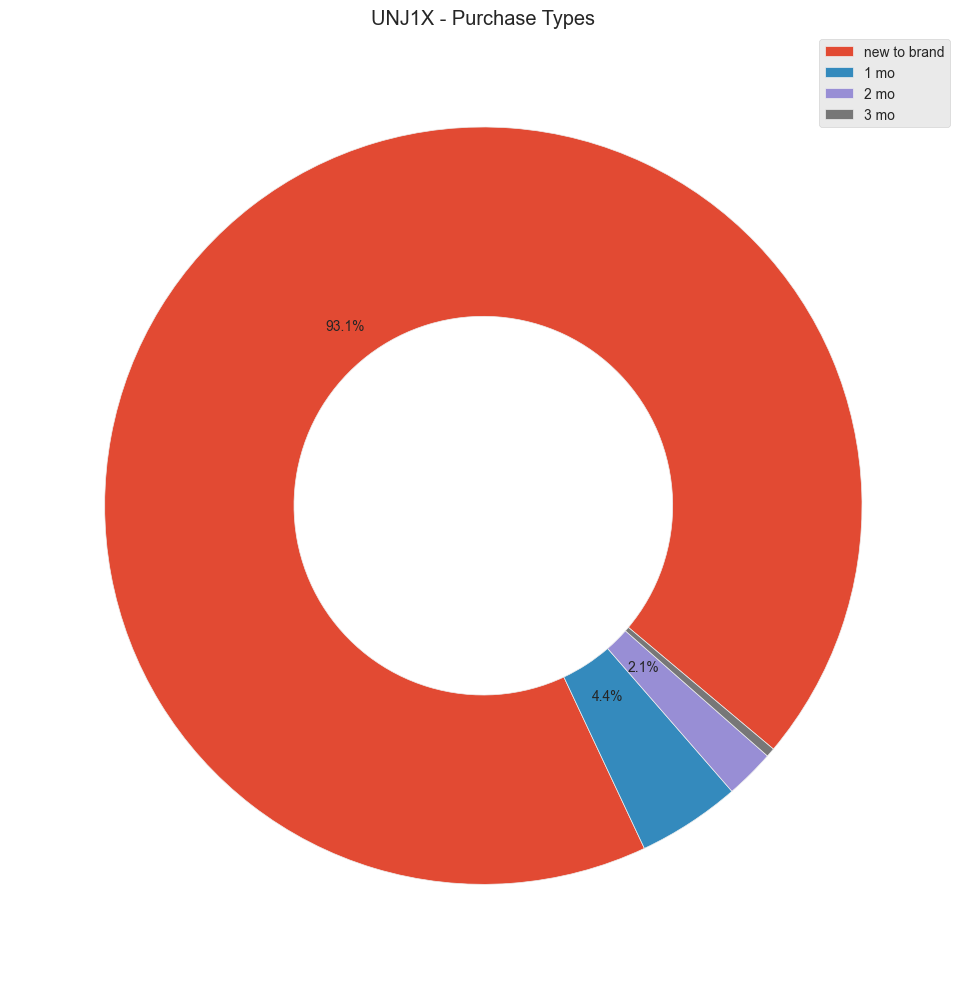 UNJ1X - Purchase Types
new to brand
1 mo
2 mo
3 mo
93.1%
2.1%
4.4%